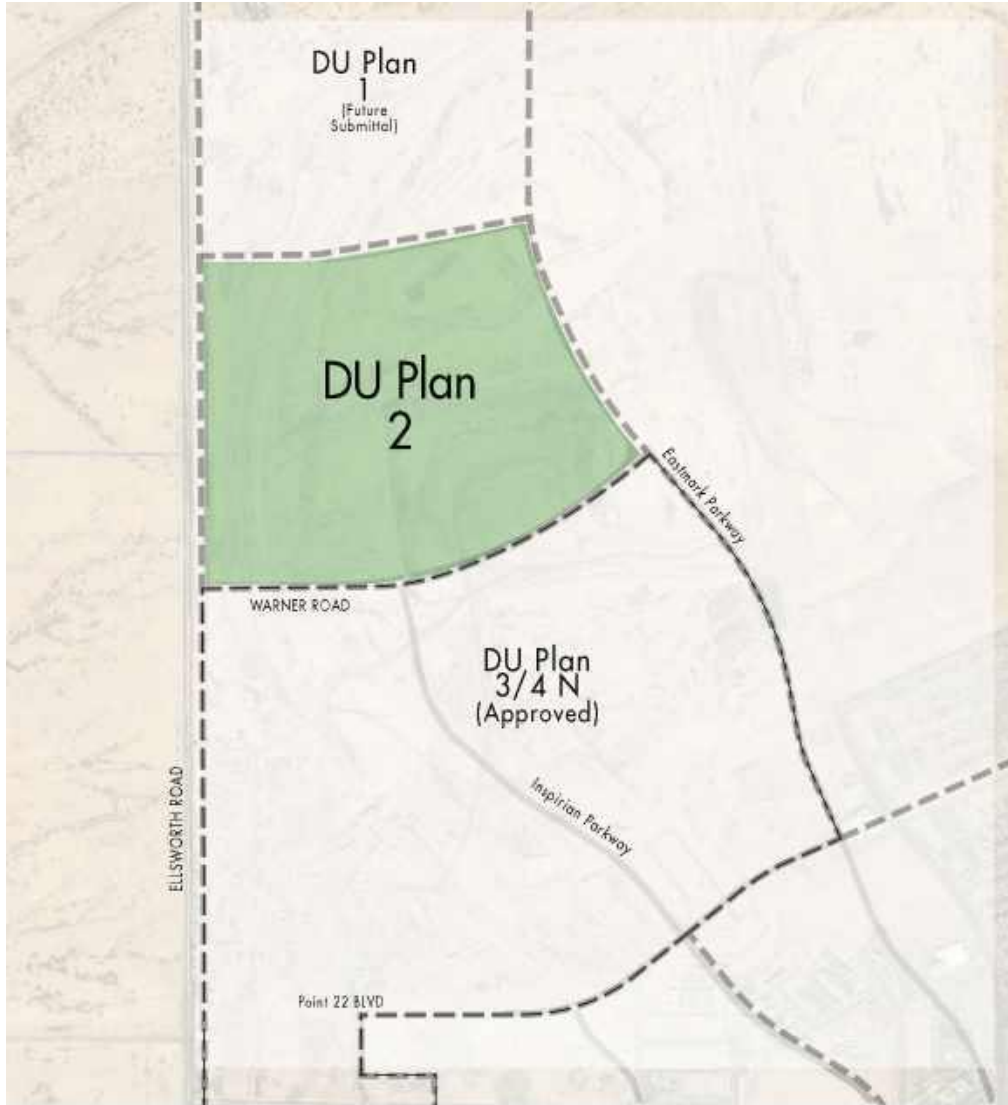 DU Plan
1
(Future
Submittal)
DU Plan
2
Eastmark Parkway
WARNER ROAD
DU Plan
3/4 N
(Approved)
ELLSWORTH ROAD
Inspirian Parkway
Point 22 BLVD